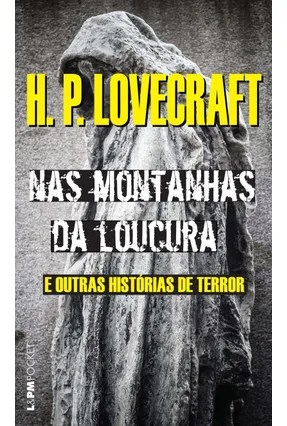 H. P. LOVECRAFT
NAS MONTANHAS
DA LOUCURA
E OUTRAS HISTÓRIAS DE TERROR
L&PM POCKET